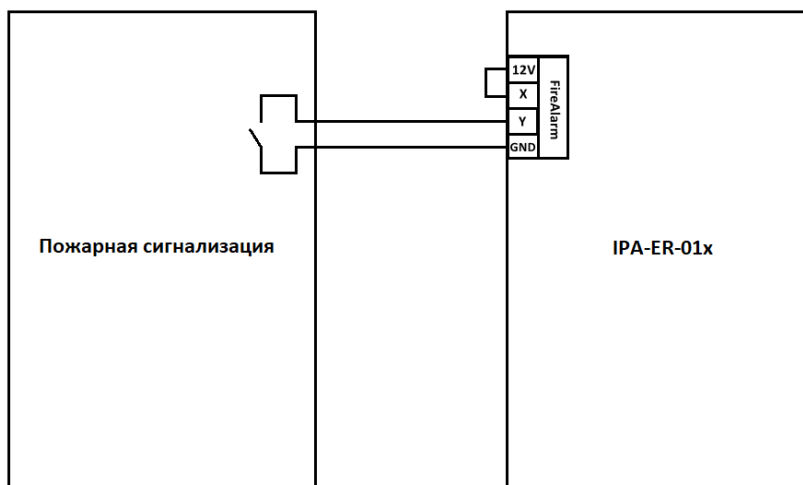 12V
X
Y
GND
FireAlarm
Пожарная сигнализация
IPA-ER-01x